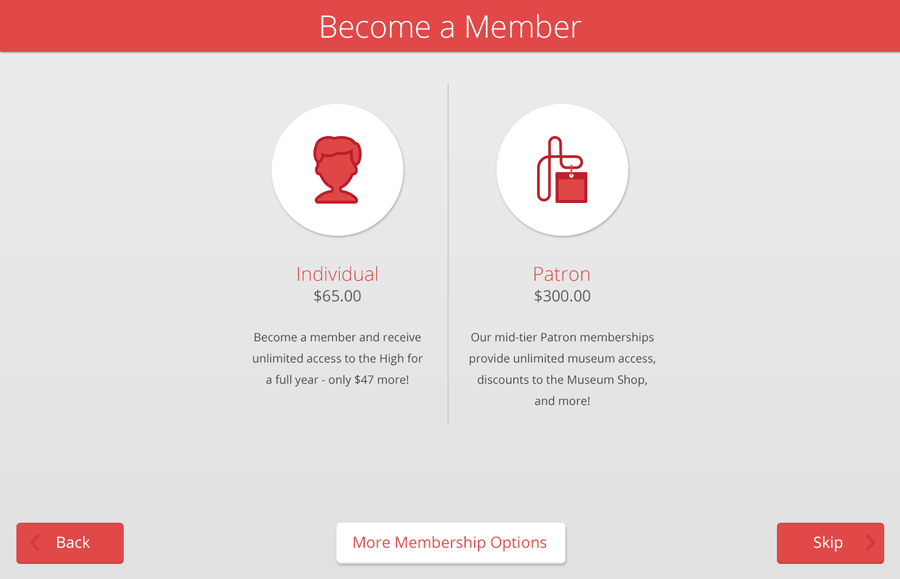 Become a Member
Individual
$65.00
Become a member and receive
unlimited access to the High for
a full year - only $47 more!
Patron
$300.00
Our mid-tier Patron memberships
provide unlimited museum access,
discounts to the Museum Shop,
and more!
Back
More Membership Options
Skip